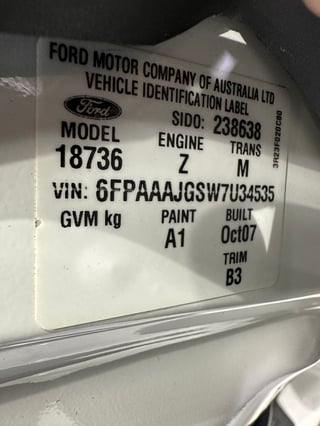 FORD MOTOR COMPANY OF AUSTRALIA LTD
VEHICLE IDENTIFICATION LABEL
Ford SIDO: 238638
MODEL ENGINE TRANS
18736 Z M
VIN: 6FPAAAJGSW7U34535
GVM kg PAINT BUILT
A1 Oct07
TRIM
B3
3R23F020CB0